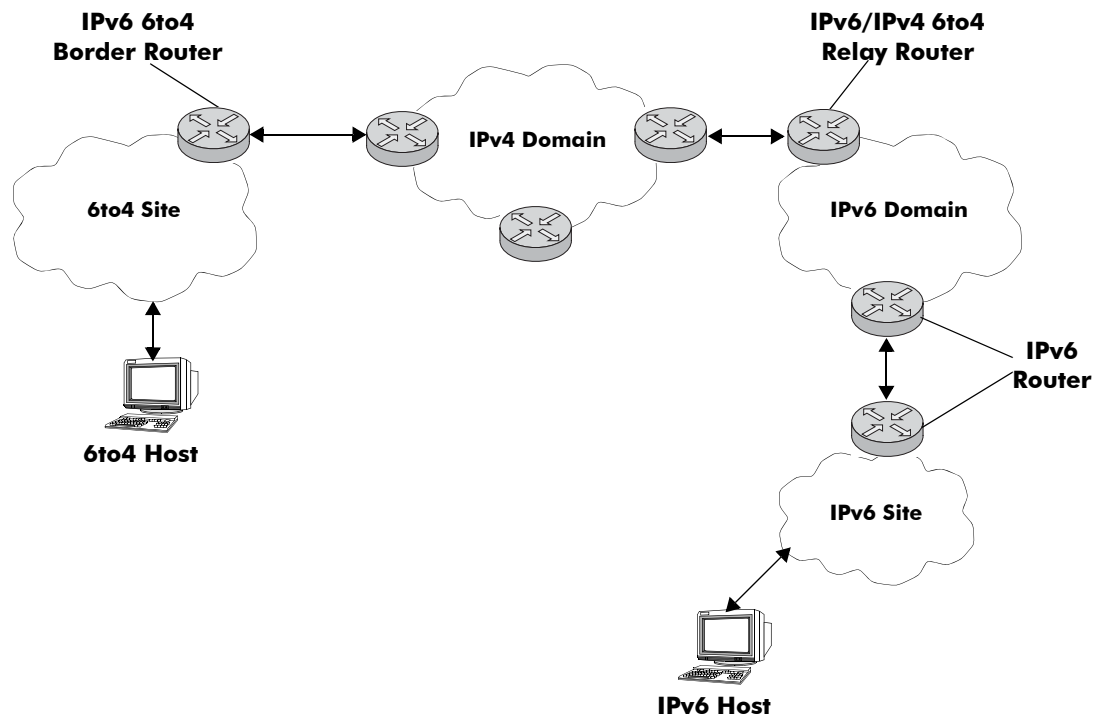 IPv6 6to4
Border Router
IPv6/IPv4 6to4
Relay Router
IPv4 Domain
6to4 Site
IPv6 Domain
IPv6
Router
6to4 Host
IPv6 Site
IPv6 Host